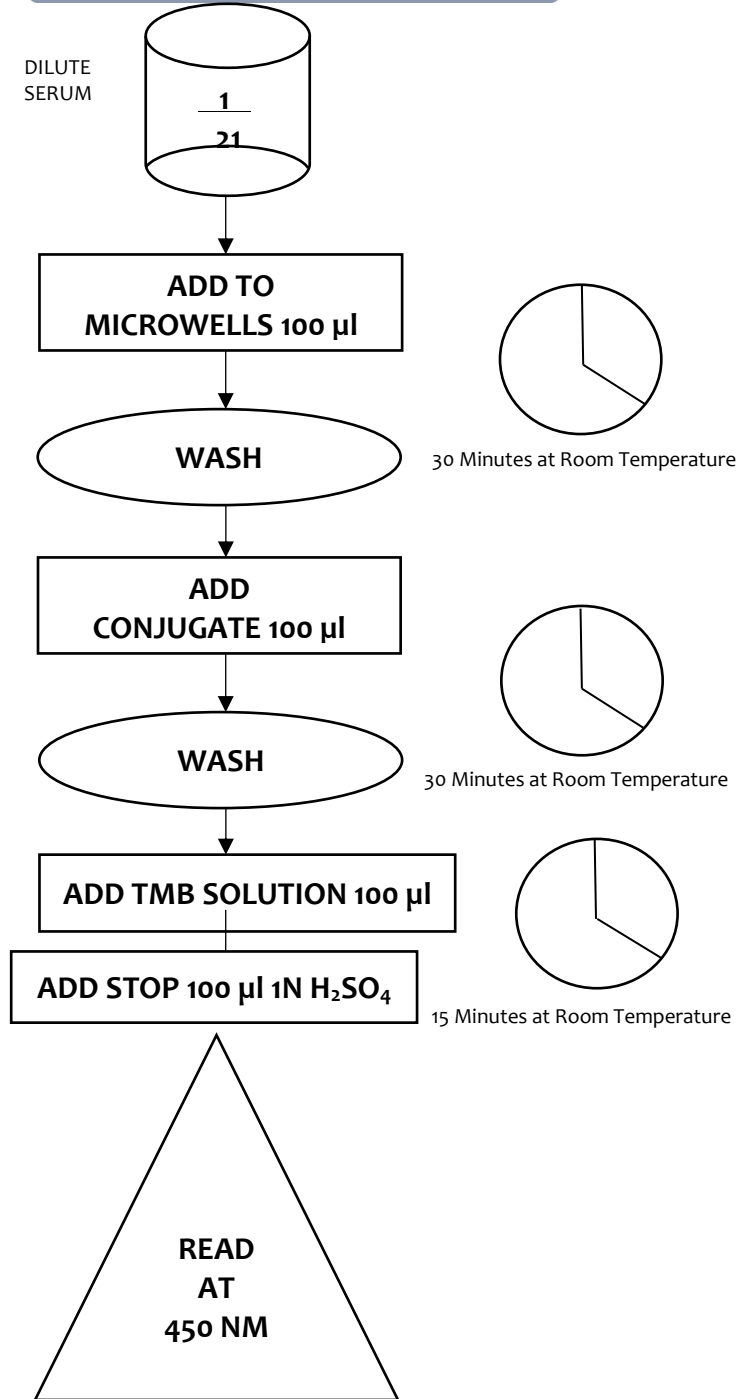 DILUTE
SERUM
1
21
ADD TO
MICROWELLS 100 µl
WASH
30 Minutes at Room Temperature
ADD
CONJUGATE 100 µl
WASH
30 Minutes at Room Temperature
ADD TMB SOLUTION 100 µl
ADD STOP 100 µl 1N H₂SO₄
15 Minutes at Room Temperature
READ
AT
450 NM